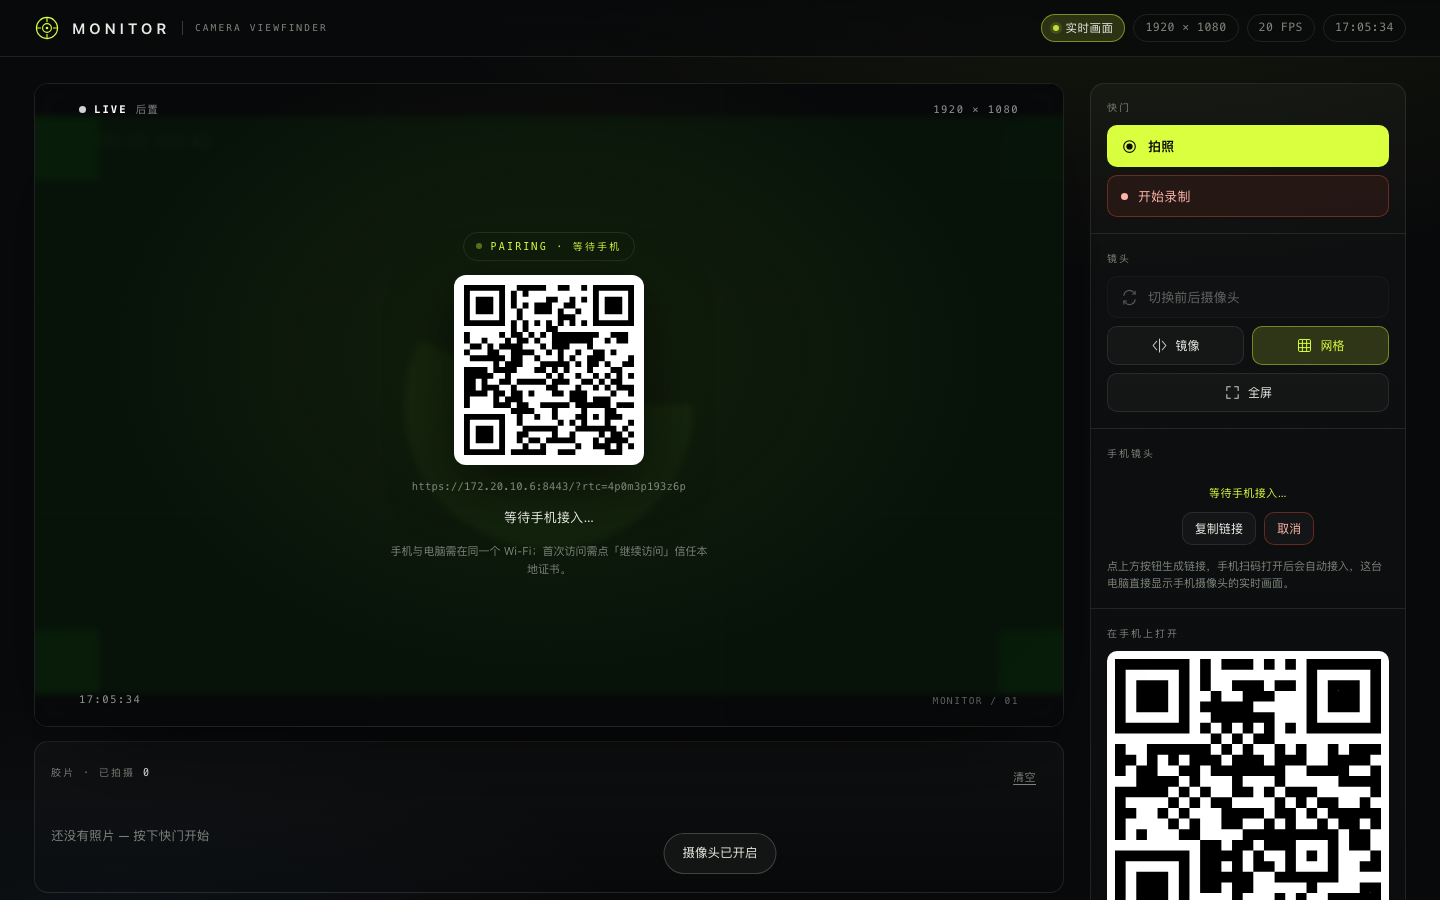 MONITOR
CAMERA VIEWFINDER
实时画面
1920 × 1080
20 FPS
17:05:34
LIVE 后置
1920 × 1080
PAIRING · 等待手机
https://172.20.10.6:8443/?rtc=4p0m3p193z6p
等待手机接入...
手机与电脑需在同一个 Wi-Fi；首次访问需点「继续访问」信任本
地证书。
17:05:34
MONITOR / 01
胶片 · 已拍摄 0
清空
还没有照片 — 按下快门开始
摄像头已开启
快门
拍照
开始录制
镜头
切换前后摄像头
镜像
网格
全屏
手机镜头
等待手机接入...
复制链接
取消
点上方按钮生成链接，手机扫码打开后会自动接入，这台
电脑直接显示手机摄像头的实时画面。
在手机上打开